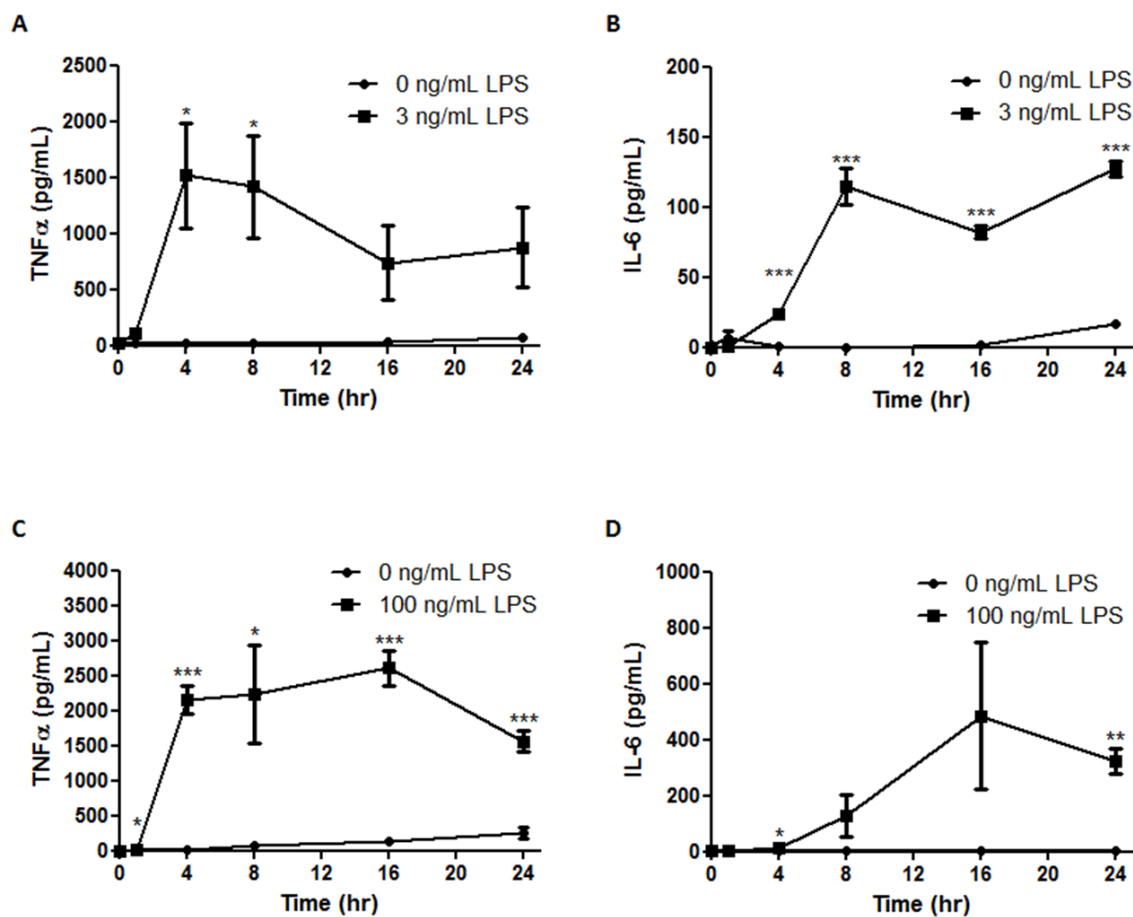 A
2500
2000
1500
1000
500
0
TNFα (pg/mL)
0 ng/mL LPS
3 ng/mL LPS
*
*
0 4 8 12 16 20 24
Time (hr)
B
200
150
100
50
0
IL-6 (pg/mL)
0 ng/mL LPS
3 ng/mL LPS
***
***
***
***
0 4 8 12 16 20 24
Time (hr)
C
4000
3500
3000
2500
2000
1500
1000
500
0
TNFα (pg/mL)
0 ng/mL LPS
100 ng/mL LPS
*
***
*
***
***
0 4 8 12 16 20 24
Time (hr)
D
1000
800
600
400
200
0
IL-6 (pg/mL)
0 ng/mL LPS
100 ng/mL LPS
*
**
0 4 8 12 16 20 24
Time (hr)